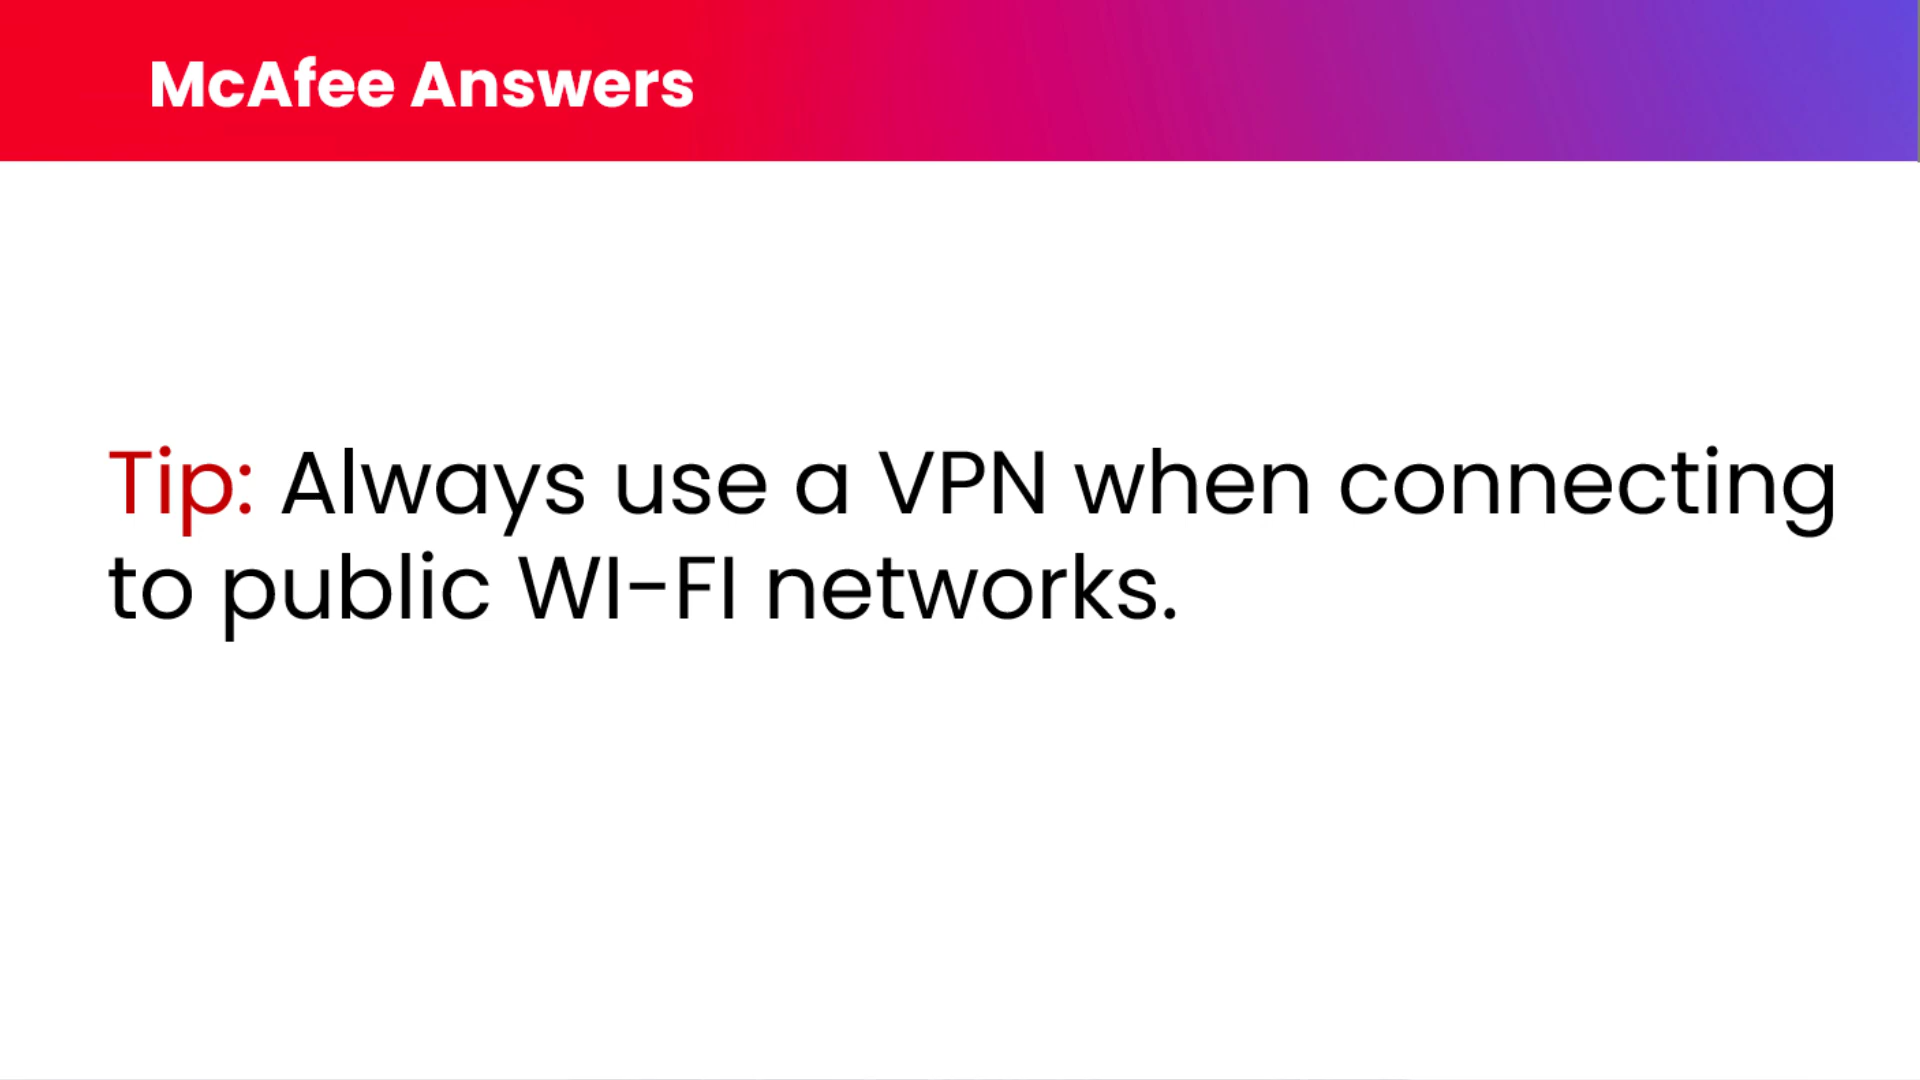 McAfee Answers
Tip: Always use a VPN when connecting
to public WI-FI networks.